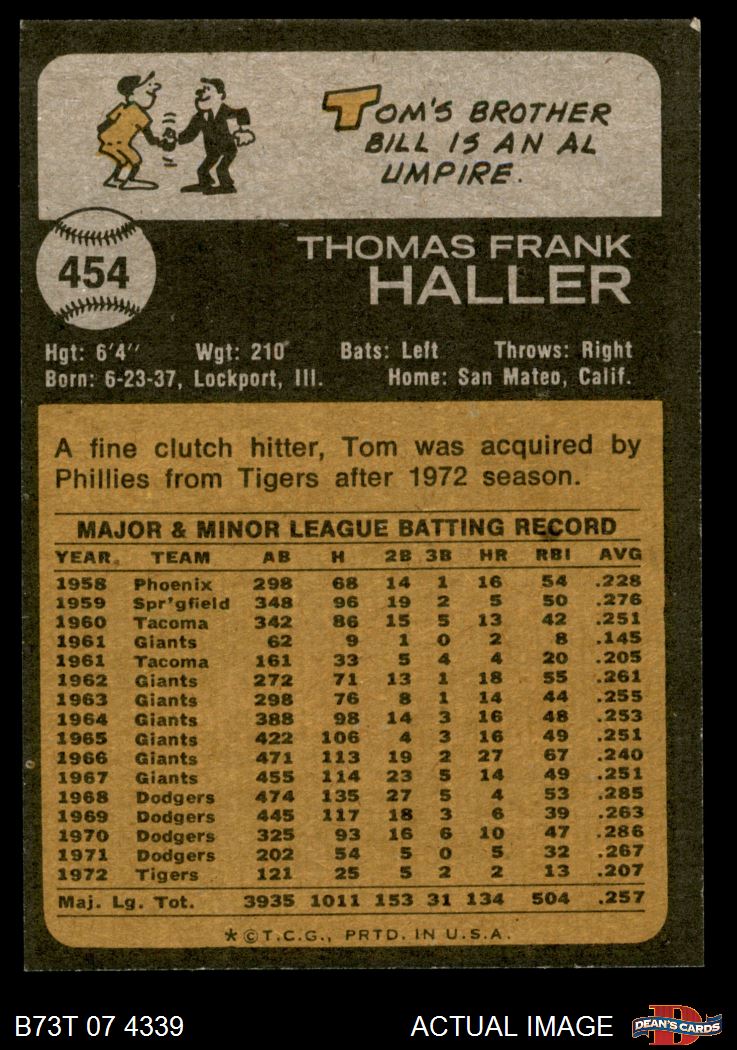 TOM'S BROTHER
BILL IS AN AL
UMPIRE.
454
THOMAS FRANK
HALLER
Hgt: 6'4" Wgt: 210 Bats: Left Throws: Right
Born: 6-23-37, Lockport, Ill. Home: San Mateo, Calif.
A fine clutch hitter, Tom was acquired by
Phillies from Tigers after 1972 season.
MAJOR & MINOR LEAGUE BATTING RECORD
YEAR TEAM AB H 2B 3B HR RBI AVG
1958 Phoenix 298 68 14 1 16 54 .228
1959 Spr'gfield 348 96 19 2 5 50 .276
1960 Tacoma 342 86 15 5 13 42 .251
1961 Giants 62 9 1 0 2 8 .145
1961 Tacoma 161 33 5 4 4 20 .205
1962 Giants 272 71 13 1 18 55 .261
1963 Giants 298 76 8 1 14 44 .255
1964 Giants 388 98 14 3 16 48 .253
1965 Giants 422 106 4 3 16 49 .251
1966 Giants 471 113 19 2 27 67 .240
1967 Giants 455 114 23 5 14 49 .251
1968 Dodgers 474 135 27 5 4 53 .285
1969 Dodgers 445 117 18 3 6 39 .263
1970 Dodgers 325 93 16 6 10 47 .286
1971 Dodgers 202 54 5 0 5 32 .267
1972 Tigers 121 25 5 2 2 13 .207
Maj. Lg. Tot. 3935 1011 153 31 134 504 .257
*©T.C.G., PRTD. IN U.S.A.
B73T 07 4339 ACTUAL IMAGE DEAN'S CARDS